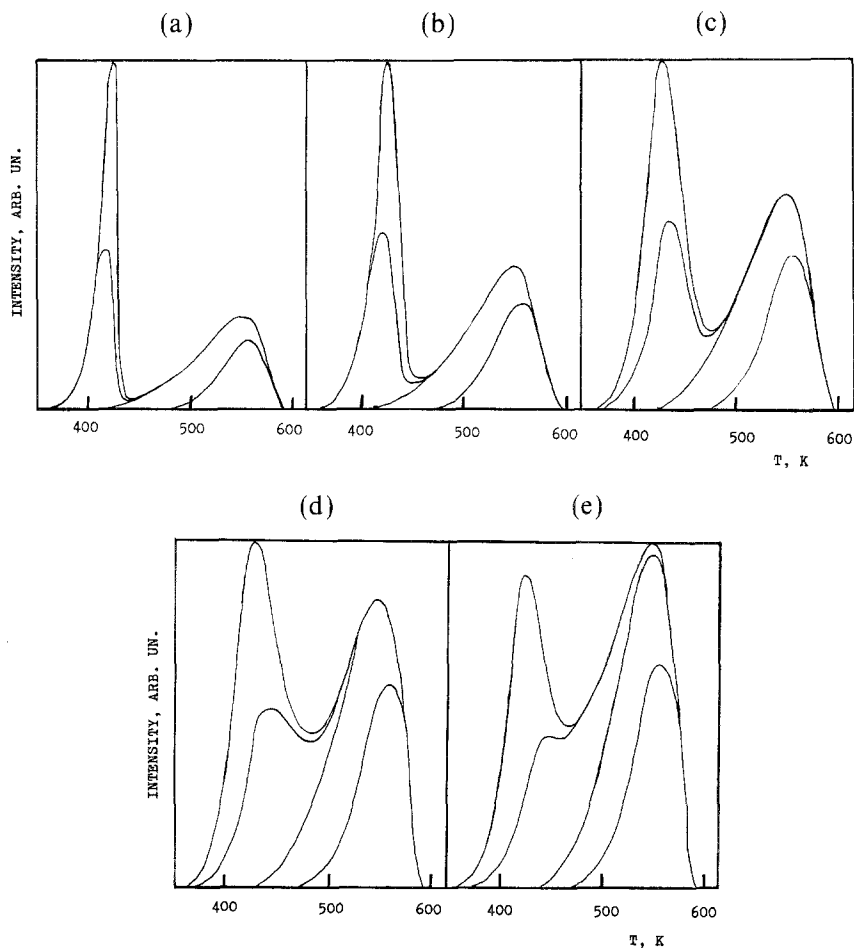 (a) (b) (c)
INTENSITY, ARB. UN.
400 500 600 400 500 600 400 500 600
T, K
(d) (e)
INTENSITY, ARB. UN.
400 500 600 400 500 600
T, K